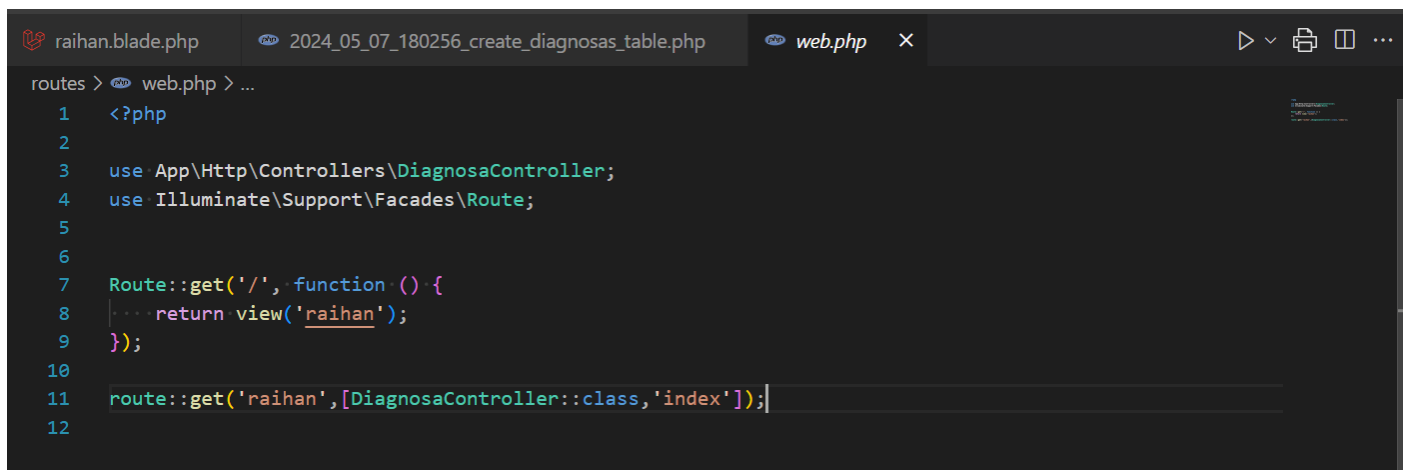 raihan.blade.php 2024_05_07_180256_create_diagnosas_table.php web.php
routes > web.php > ...
1 <?php
2
3 use App\Http\Controllers\DiagnosaController;
4 use Illuminate\Support\Facades\Route;
5
6
7 Route::get('/', function () {
8     return view('raihan');
9 });
10
11 route::get('raihan',[DiagnosaController::class,'index']);
12